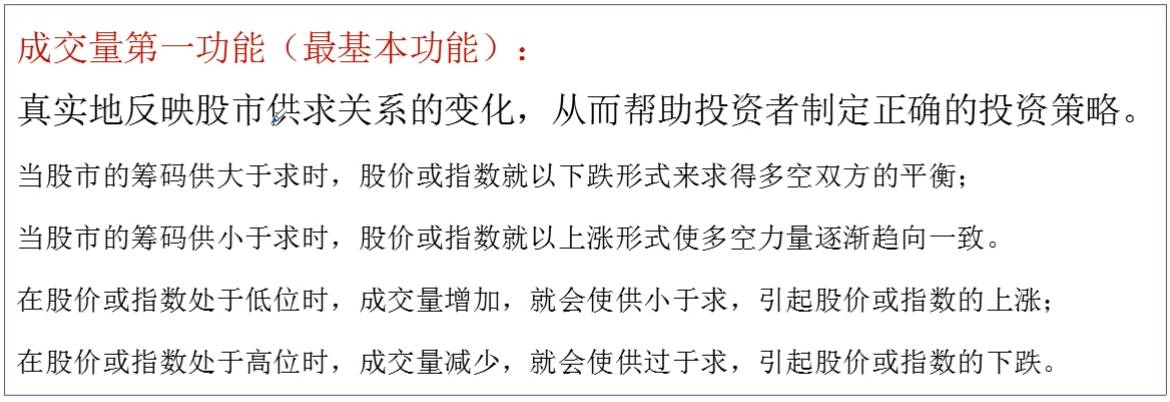 成交量第一功能（最基本功能）：
真实地反映股市供求关系的变化，从而帮助投资者制定正确的投资策略。
当股市的筹码供大于求时，股价或指数就以下跌形式来求得多空双方的平衡；
当股市的筹码供小于求时，股价或指数就以上涨形式使多空力量逐渐趋向一致。
在股价或指数处于低位时，成交量增加，就会使供小于求，引起股价或指数的上涨；
在股价或指数处于高位时，成交量减少，就会使供过于求，引起股价或指数的下跌。